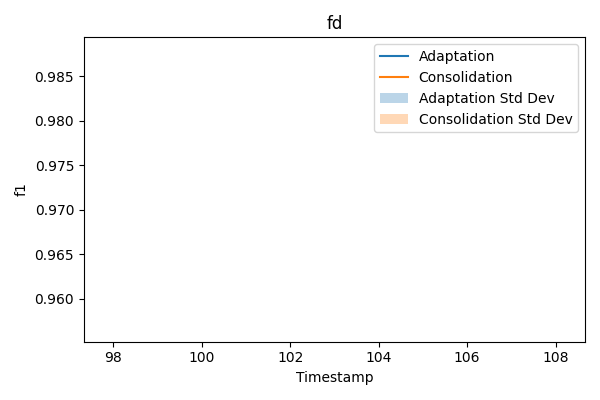 fd
Adaptation
Consolidation
Adaptation Std Dev
Consolidation Std Dev
0.985
0.980
0.975
0.970
0.965
0.960
f1
98 100 102 104 106 108
Timestamp